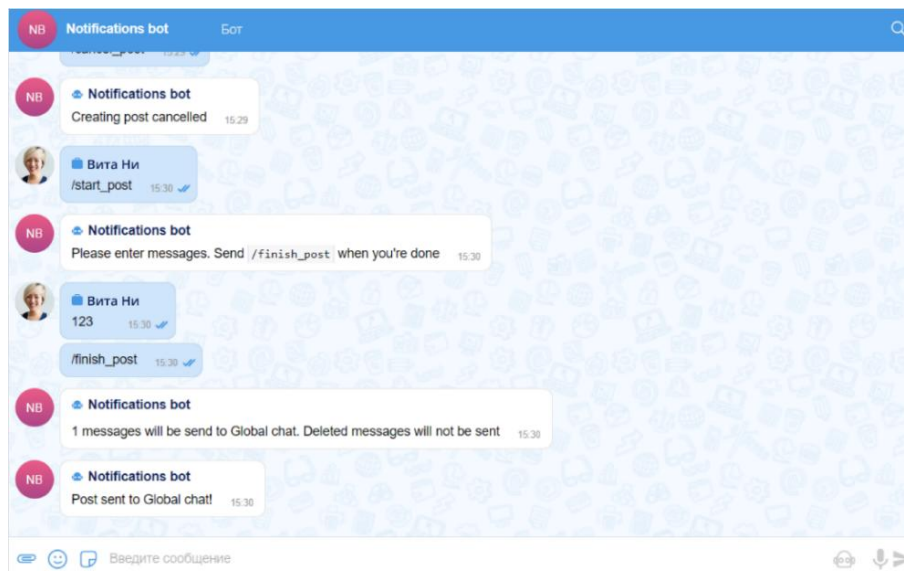 NB Notifications bot Бот
/cancel_post 15:29
NB Notifications bot
Creating post cancelled 15:29
Вита Ни
/start_post 15:30
NB Notifications bot
Please enter messages. Send /finish_post when you're done 15:30
Вита Ни
123 15:30
/finish_post 15:30
NB Notifications bot
1 messages will be send to Global chat. Deleted messages will not be sent 15:30
NB Notifications bot
Post sent to Global chat! 15:30
Введите сообщение